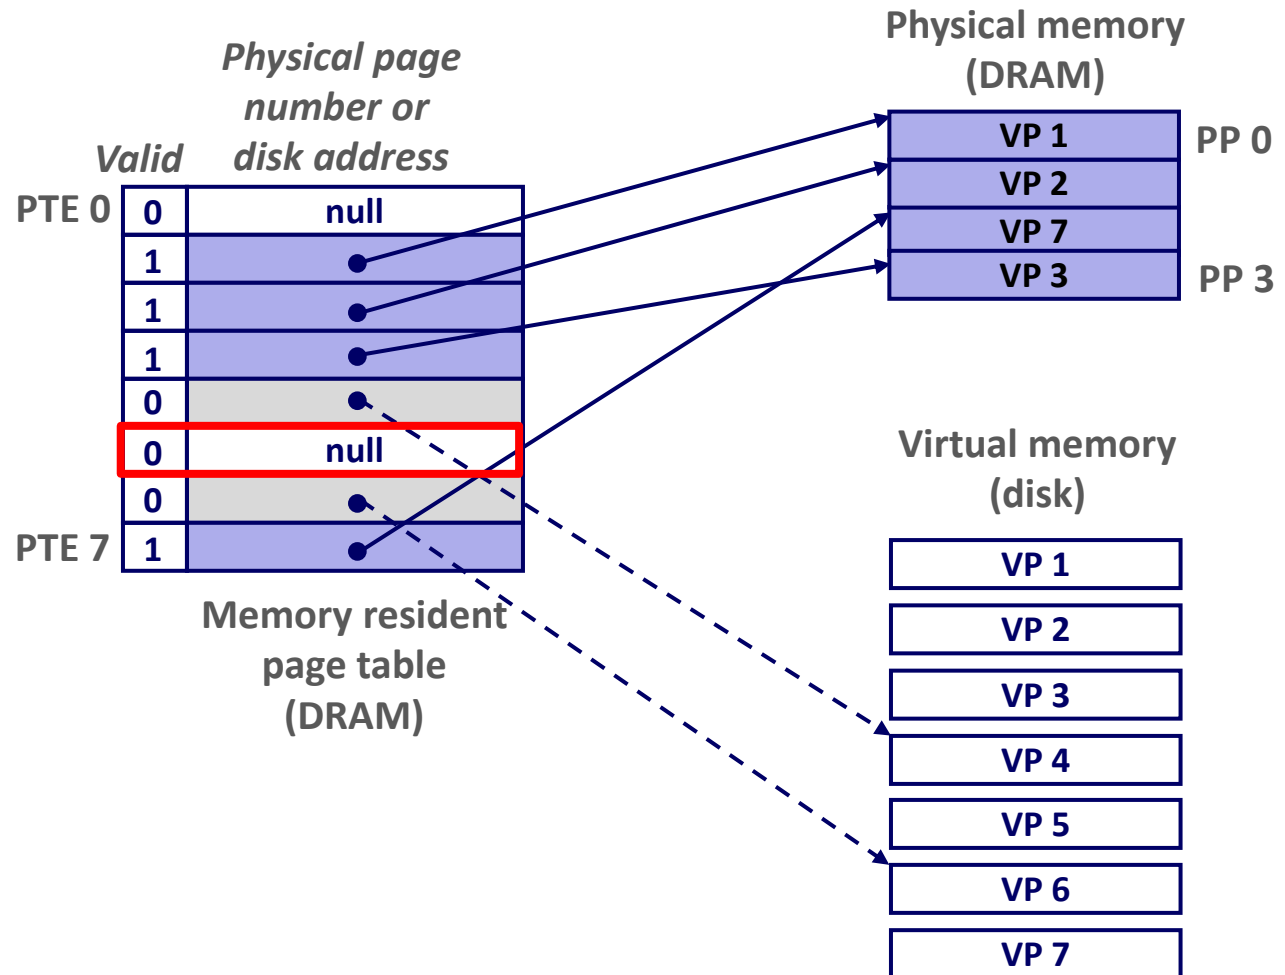 Physical page
number or
disk address
Valid
PTE 0
0
null
1
1
1
0
0
null
0
PTE 7
1
Memory resident
page table
(DRAM)
Physical memory
(DRAM)
VP 1
PP 0
VP 2
VP 7
VP 3
PP 3
Virtual memory
(disk)
VP 1
VP 2
VP 3
VP 4
VP 5
VP 6
VP 7